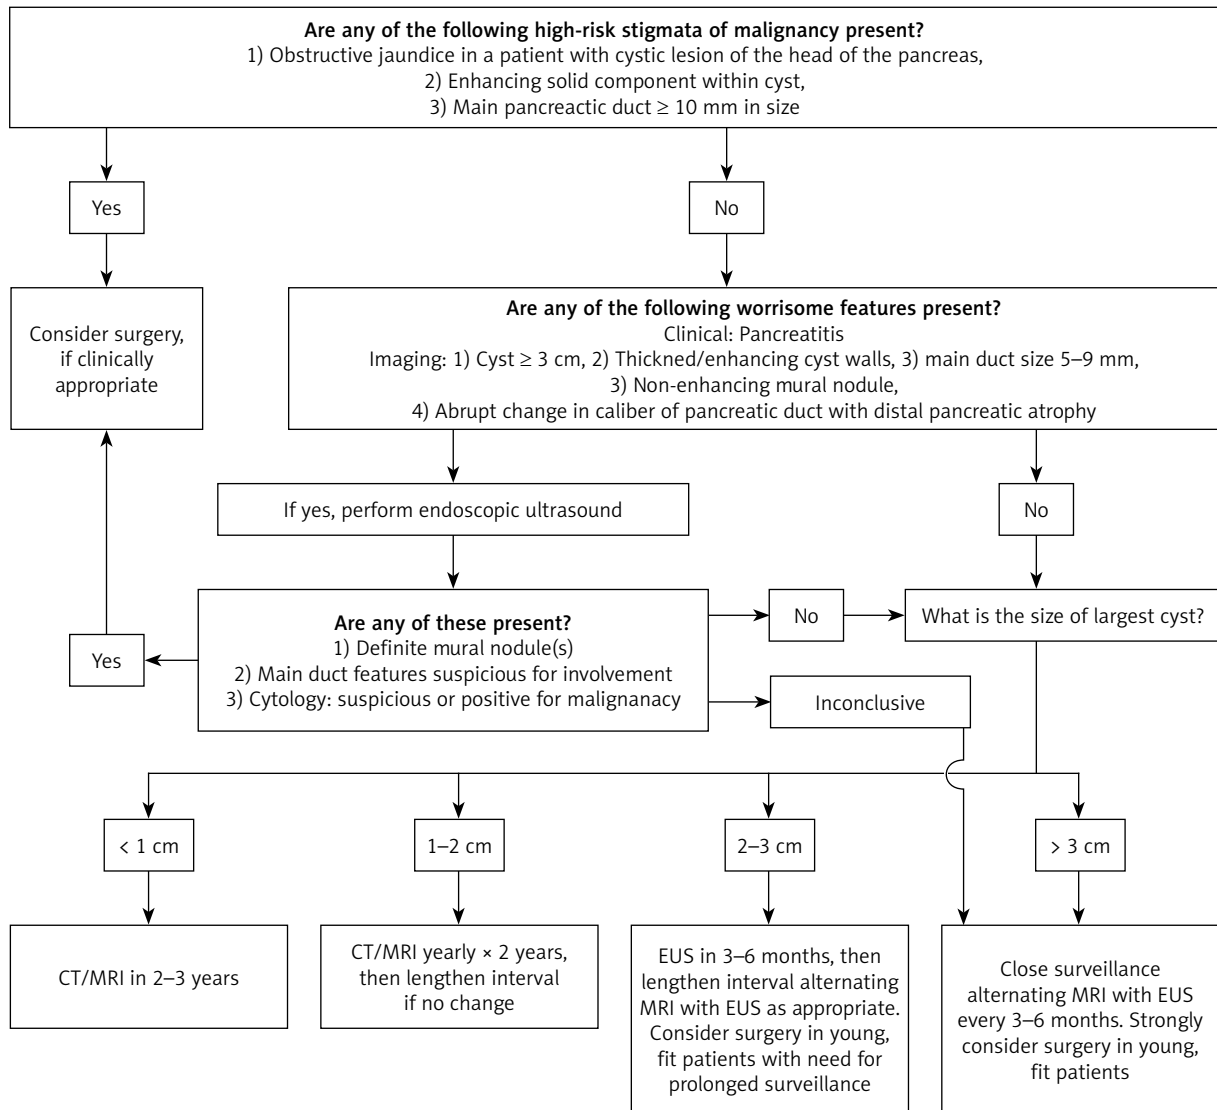 Are any of the following high-risk stigmata of malignancy present?
1) Obstructive jaundice in a patient with cystic lesion of the head of the pancreas,
2) Enhancing solid component within cyst,
3) Main pancreactic duct ≥ 10 mm in size
Yes
No
Consider surgery,
if clinically
appropriate
Are any of the following worrisome features present?
Clinical: Pancreatitis
Imaging: 1) Cyst ≥ 3 cm, 2) Thickned/enhancing cyst walls, 3) main duct size 5–9 mm,
3) Non-enhancing mural nodule,
4) Abrupt change in caliber of pancreatic duct with distal pancreatic atrophy
If yes, perform endoscopic ultrasound
No
Are any of these present?
1) Definite mural nodule(s)
2) Main duct features suspicious for involvement
3) Cytology: suspicious or positive for malignanacy
Yes
No
What is the size of largest cyst?
Inconclusive
< 1 cm
1–2 cm
2–3 cm
> 3 cm
CT/MRI in 2–3 years
CT/MRI yearly × 2 years,
then lengthen interval
if no change
EUS in 3–6 months, then
lengthen interval alternating
MRI with EUS as appropriate.
Consider surgery in young,
fit patients with need for
prolonged surveillance
Close surveillance
alternating MRI with EUS
every 3–6 months. Strongly
consider surgery in young,
fit patients